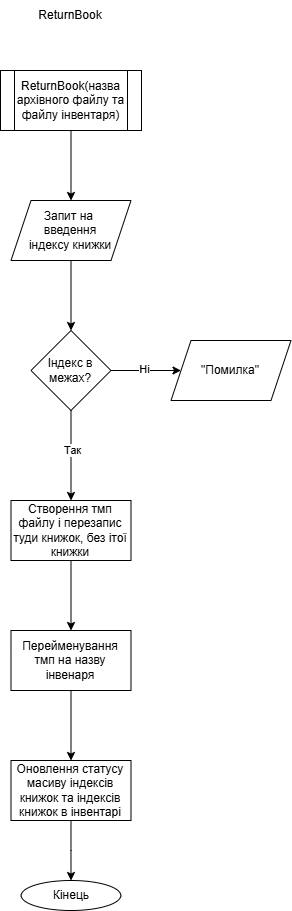 ReturnBook
ReturnBook(назва
архівного файлу та
файлу інвентаря)
Запит на
введення
індексу книжки
Індекс в
межах?
Ні
"Помилка"
Так
Створення тмп
файлу і перезапис
туди книжок, без ітої
книжки
Перейменування
тмп на назву
інвенаря
Оновлення статусу
масиву індексів
книжок та індексів
книжок в інвентарі
Кінець